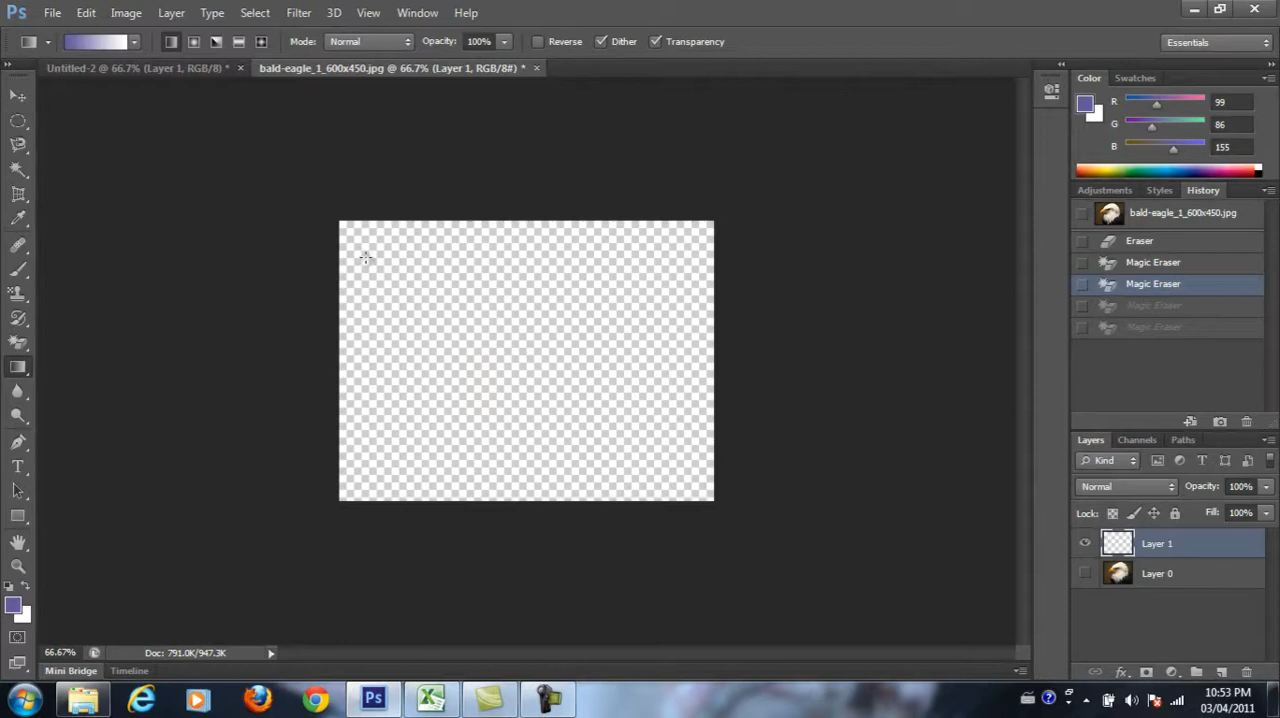 Ps File Edit Image Layer Type Select Filter 3D View Window Help
Mode: Normal Opacity: 100% Reverse Dither Transparency Essentials
Untitled-2 @ 66.7% (Layer 1, RGB/8) * × bald-eagle_1_600x450.jpg @ 66.7% (Layer 1, RGB/8#) * ×
Color Swatches
R 99
G 86
B 155
Adjustments Styles History
bald-eagle_1_600x450.jpg
Eraser
Magic Eraser
Magic Eraser
Magic Eraser
Magic Eraser
Layers Channels Paths
Kind
Normal Opacity: 100%
Lock: Fill: 100%
Layer 1
Layer 0
66.67% Doc: 791.0K/947.3K
Mini Bridge Timeline
Ps
10:53 PM
03/04/2011